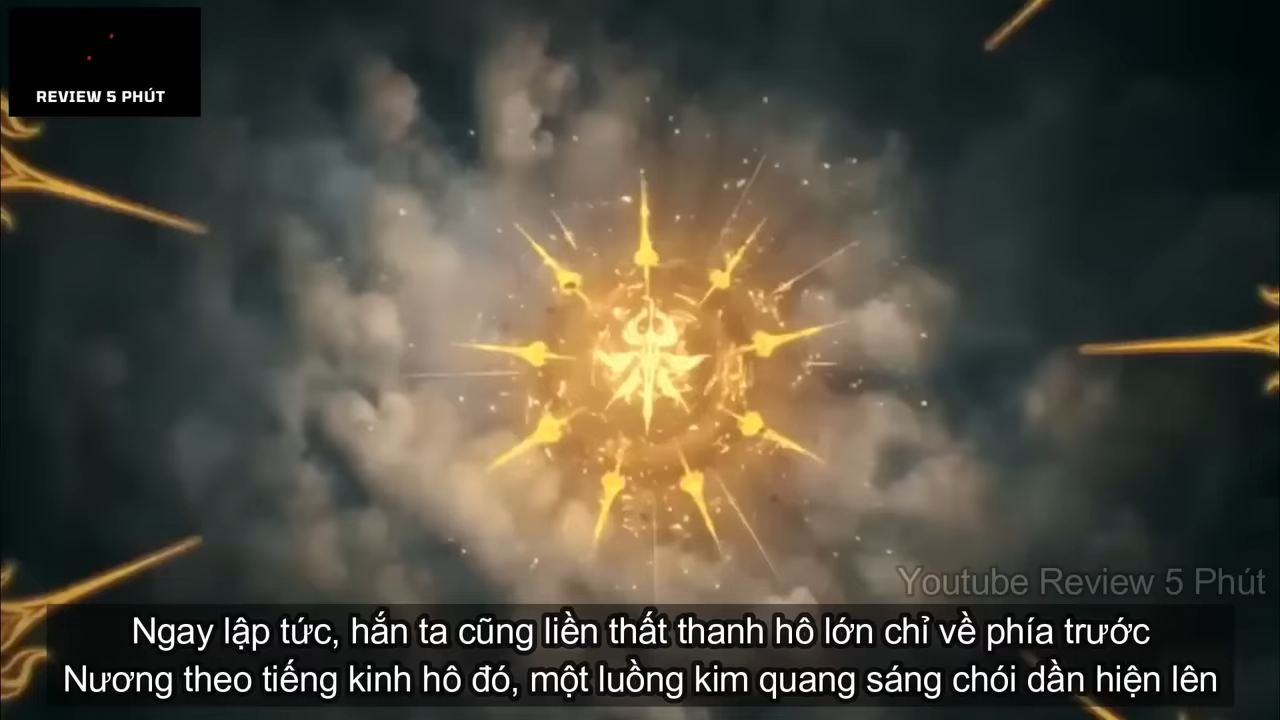 REVIEW 5 PHÚT
Youtube Review 5 Phút
Ngay lập tức, hắn ta cũng liền thất thanh hô lớn chỉ về phía trước
Nương theo tiếng kinh hô đó, một luồng kim quang sáng chói dần hiện lên